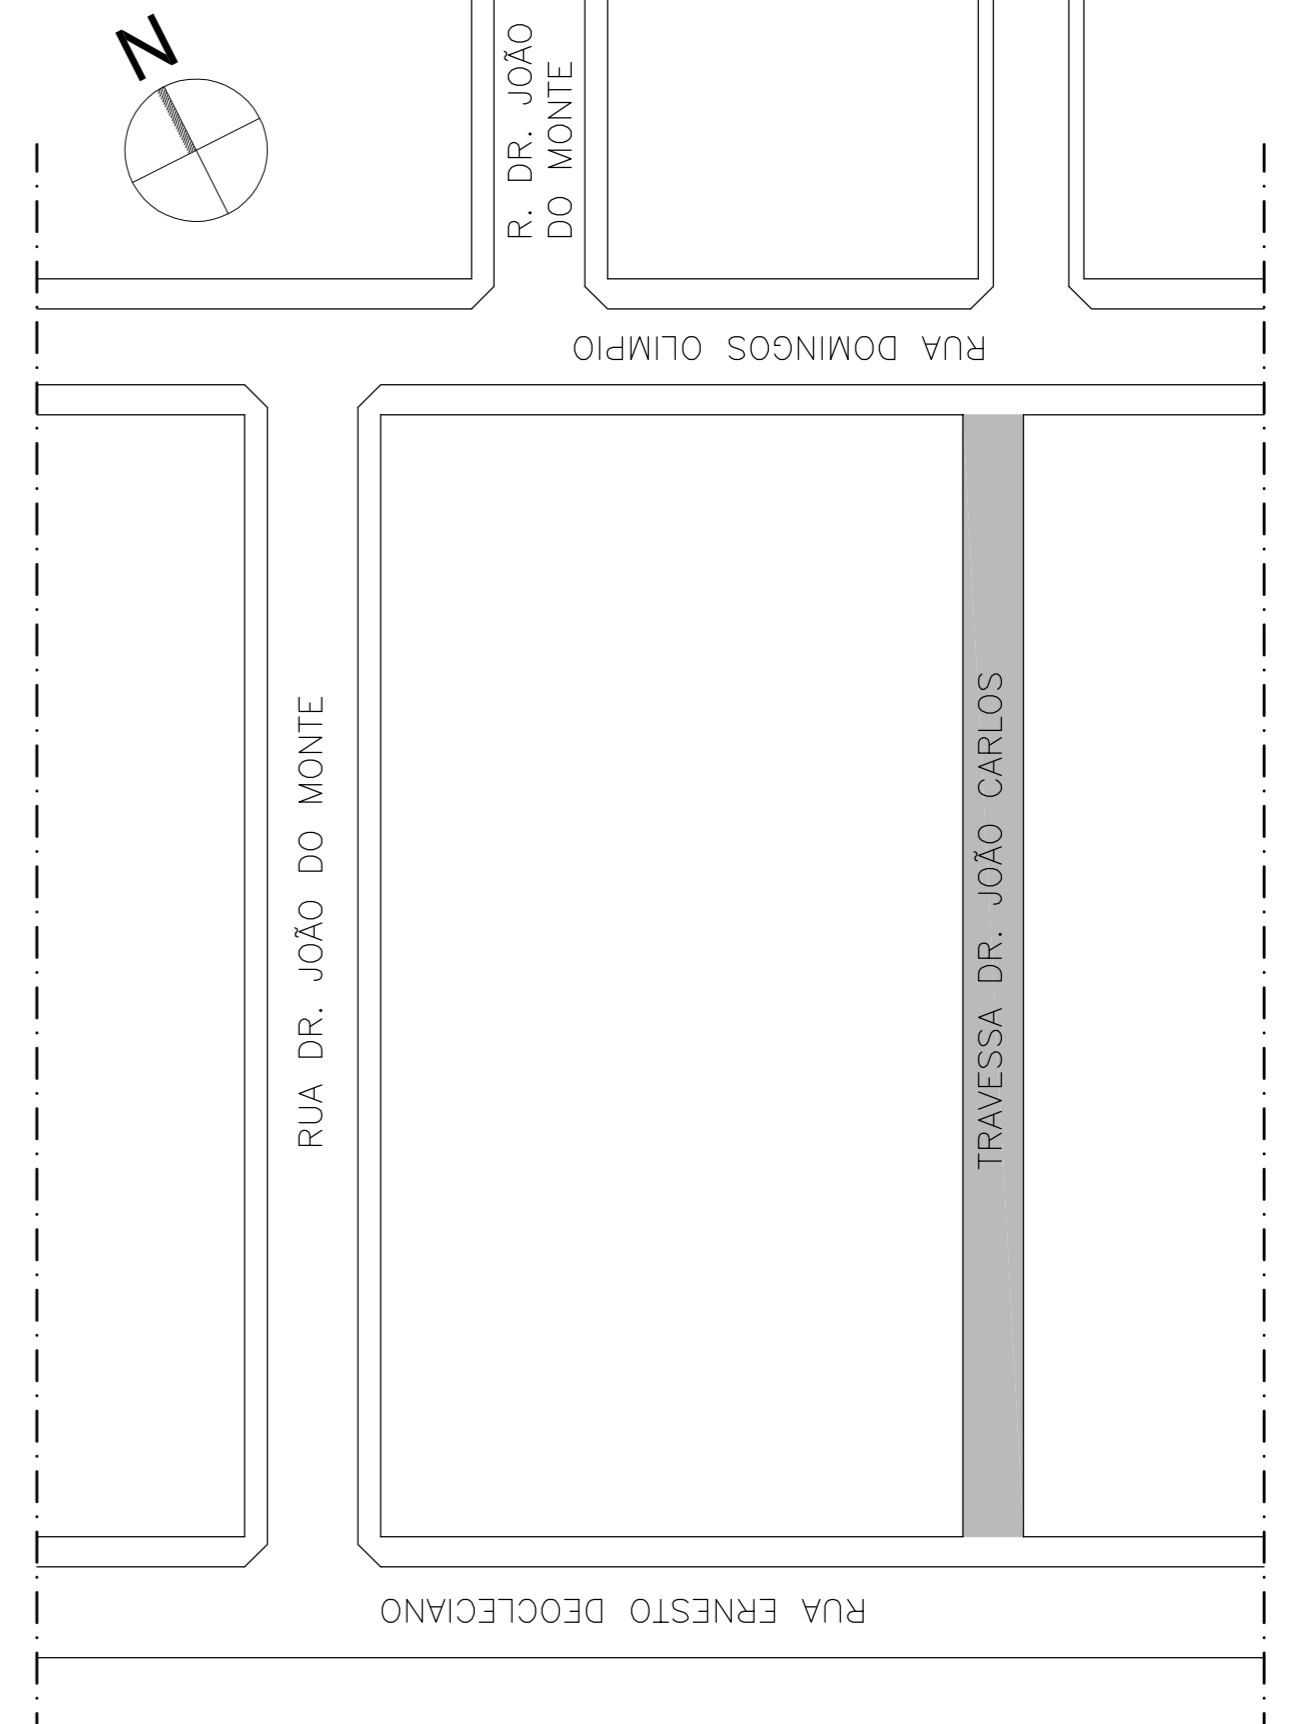 N
R. DR. JOÃO
DO MONTE
RUA DOMINGOS OLIMPIO
RUA DR. JOÃO DO MONTE
TRAVESSA DR. JOÃO CARLOS
RUA ERNESTO DEOCLECIANO